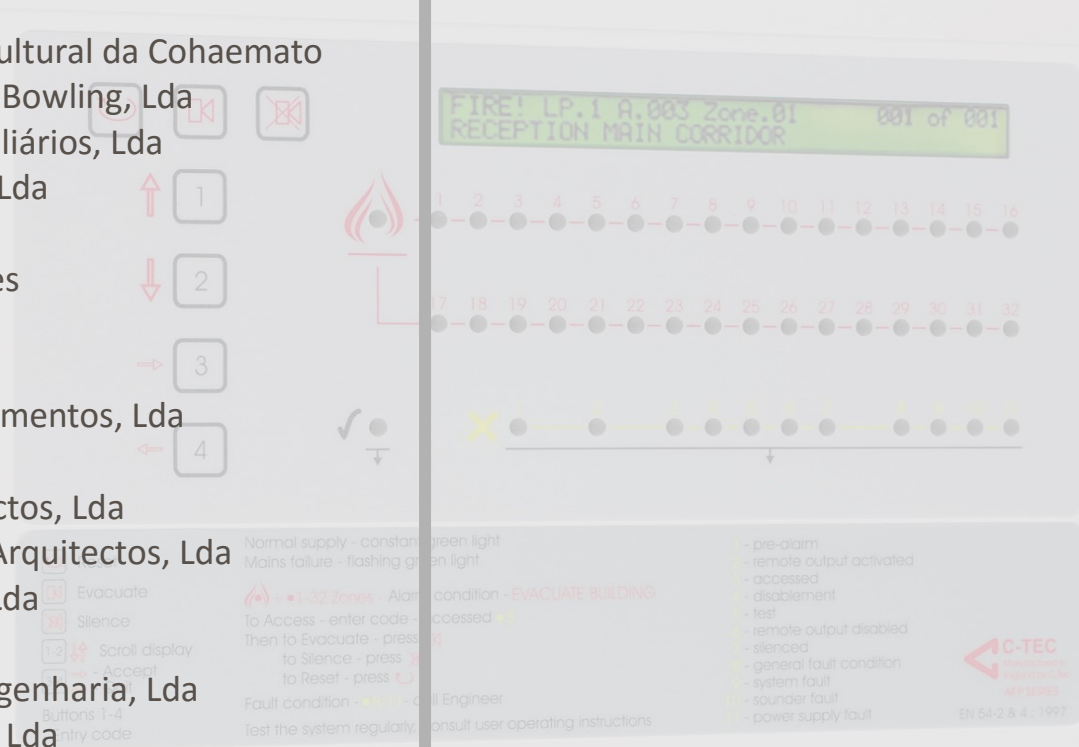 ultural da Cohaemato
Bowling, Lda
liários, Lda
Lda
es
mentos, Lda
ctos, Lda
Arquitectos, Lda
Lda
genharia, Lda
Lda
FIRE! LP.1 A.003 Zone.01 001 of 001
RECEPTION MAIN CORRIDOR
1
2
3
4
1 2 3 4 5 6 7 8 9 10 11 12 13 14 15 16
17 18 19 20 21 22 23 24 25 26 27 28 29 30 31 32
Reset
Evacuate
Silence
1-2 Scroll display
- Accept
Buttons 1-4
Entry code
Normal supply - constant green light
Mains failure - flashing green light
1-32 Zones - Alarm condition - EVACUATE BUILDING
To Access - enter code - accessed
Then to Evacuate - press
to Silence - press
to Reset - press
Fault condition - call Engineer
Test the system regularly, consult user operating instructions
- pre-alarm
- remote output activated
- accessed
- disablement
- test
- remote output disabled
- silenced
- general fault condition
- system fault
- sounder fault
- power supply fault
C-TEC
EN 54-2 & 4 : 1997